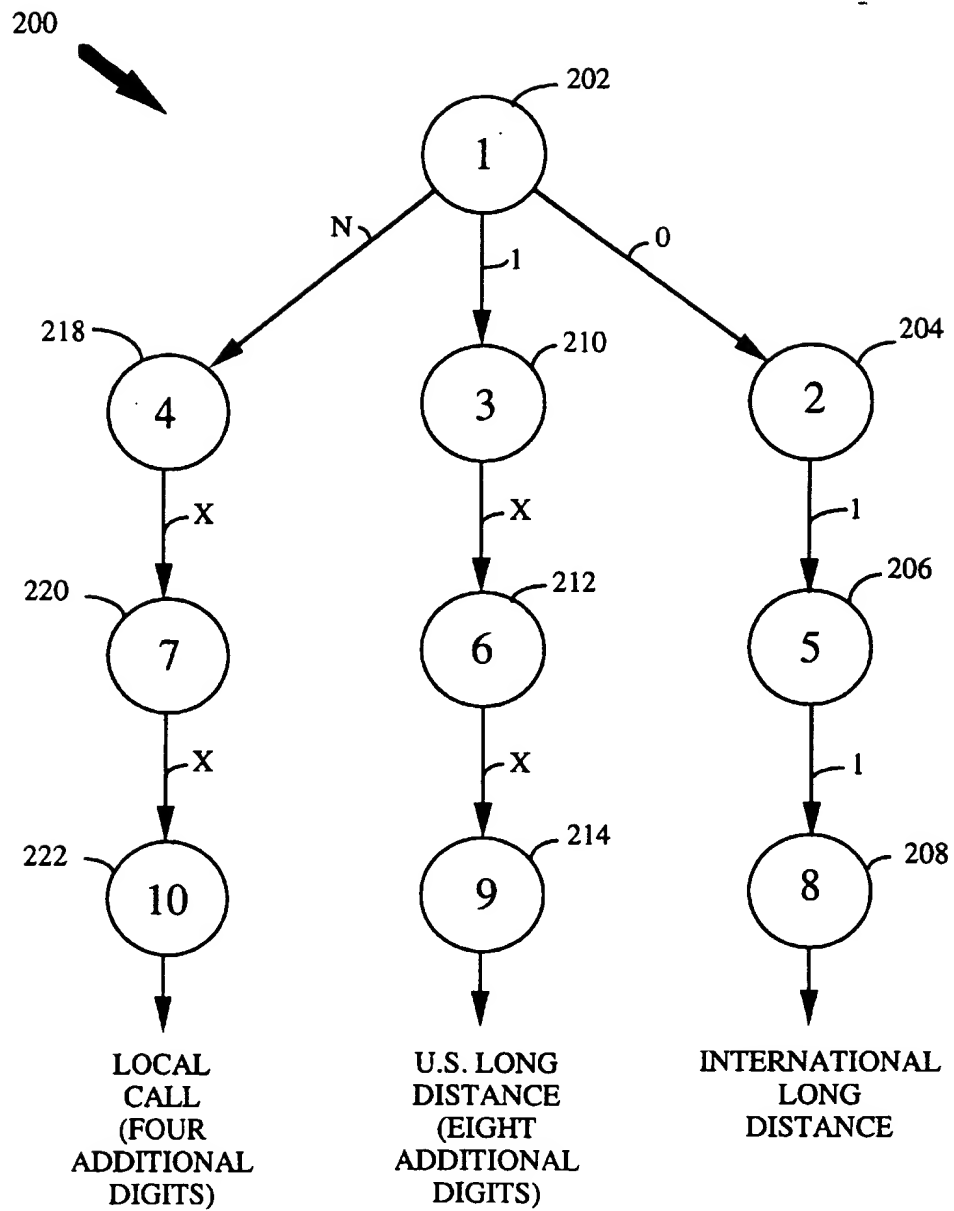 200
202
1
N
1
0
218
210
204
4
3
2
X
X
1
220
212
206
7
6
5
X
X
1
222
214
208
10
9
8
LOCAL
CALL
(FOUR
ADDITIONAL
DIGITS)
U.S. LONG
DISTANCE
(EIGHT
ADDITIONAL
DIGITS)
INTERNATIONAL
LONG
DISTANCE